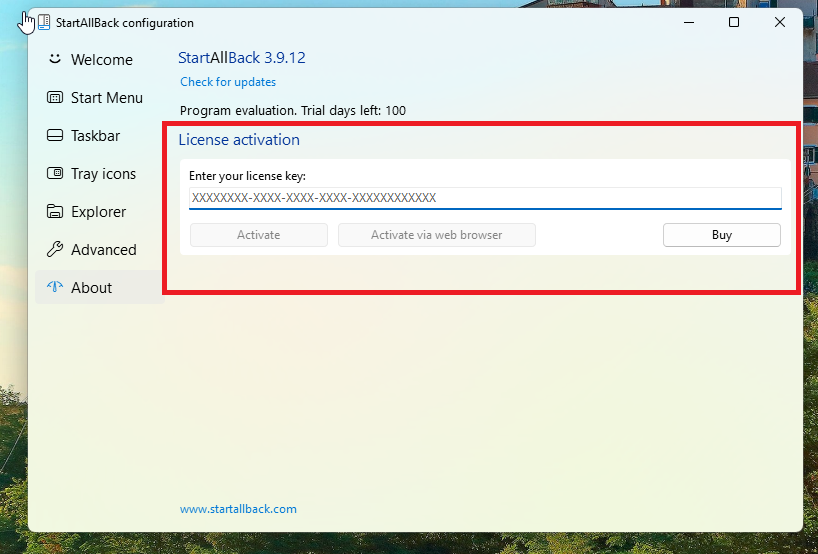 StartAllBack configuration
Welcome
Start Menu
Taskbar
Tray icons
Explorer
Advanced
About
StartAllBack 3.9.12
Check for updates
Program evaluation. Trial days left: 100
License activation
Enter your license key:
XXXXXXXX-XXXX-XXXX-XXXX-XXXXXXXXXXXX
Activate
Activate via web browser
Buy
www.startallback.com